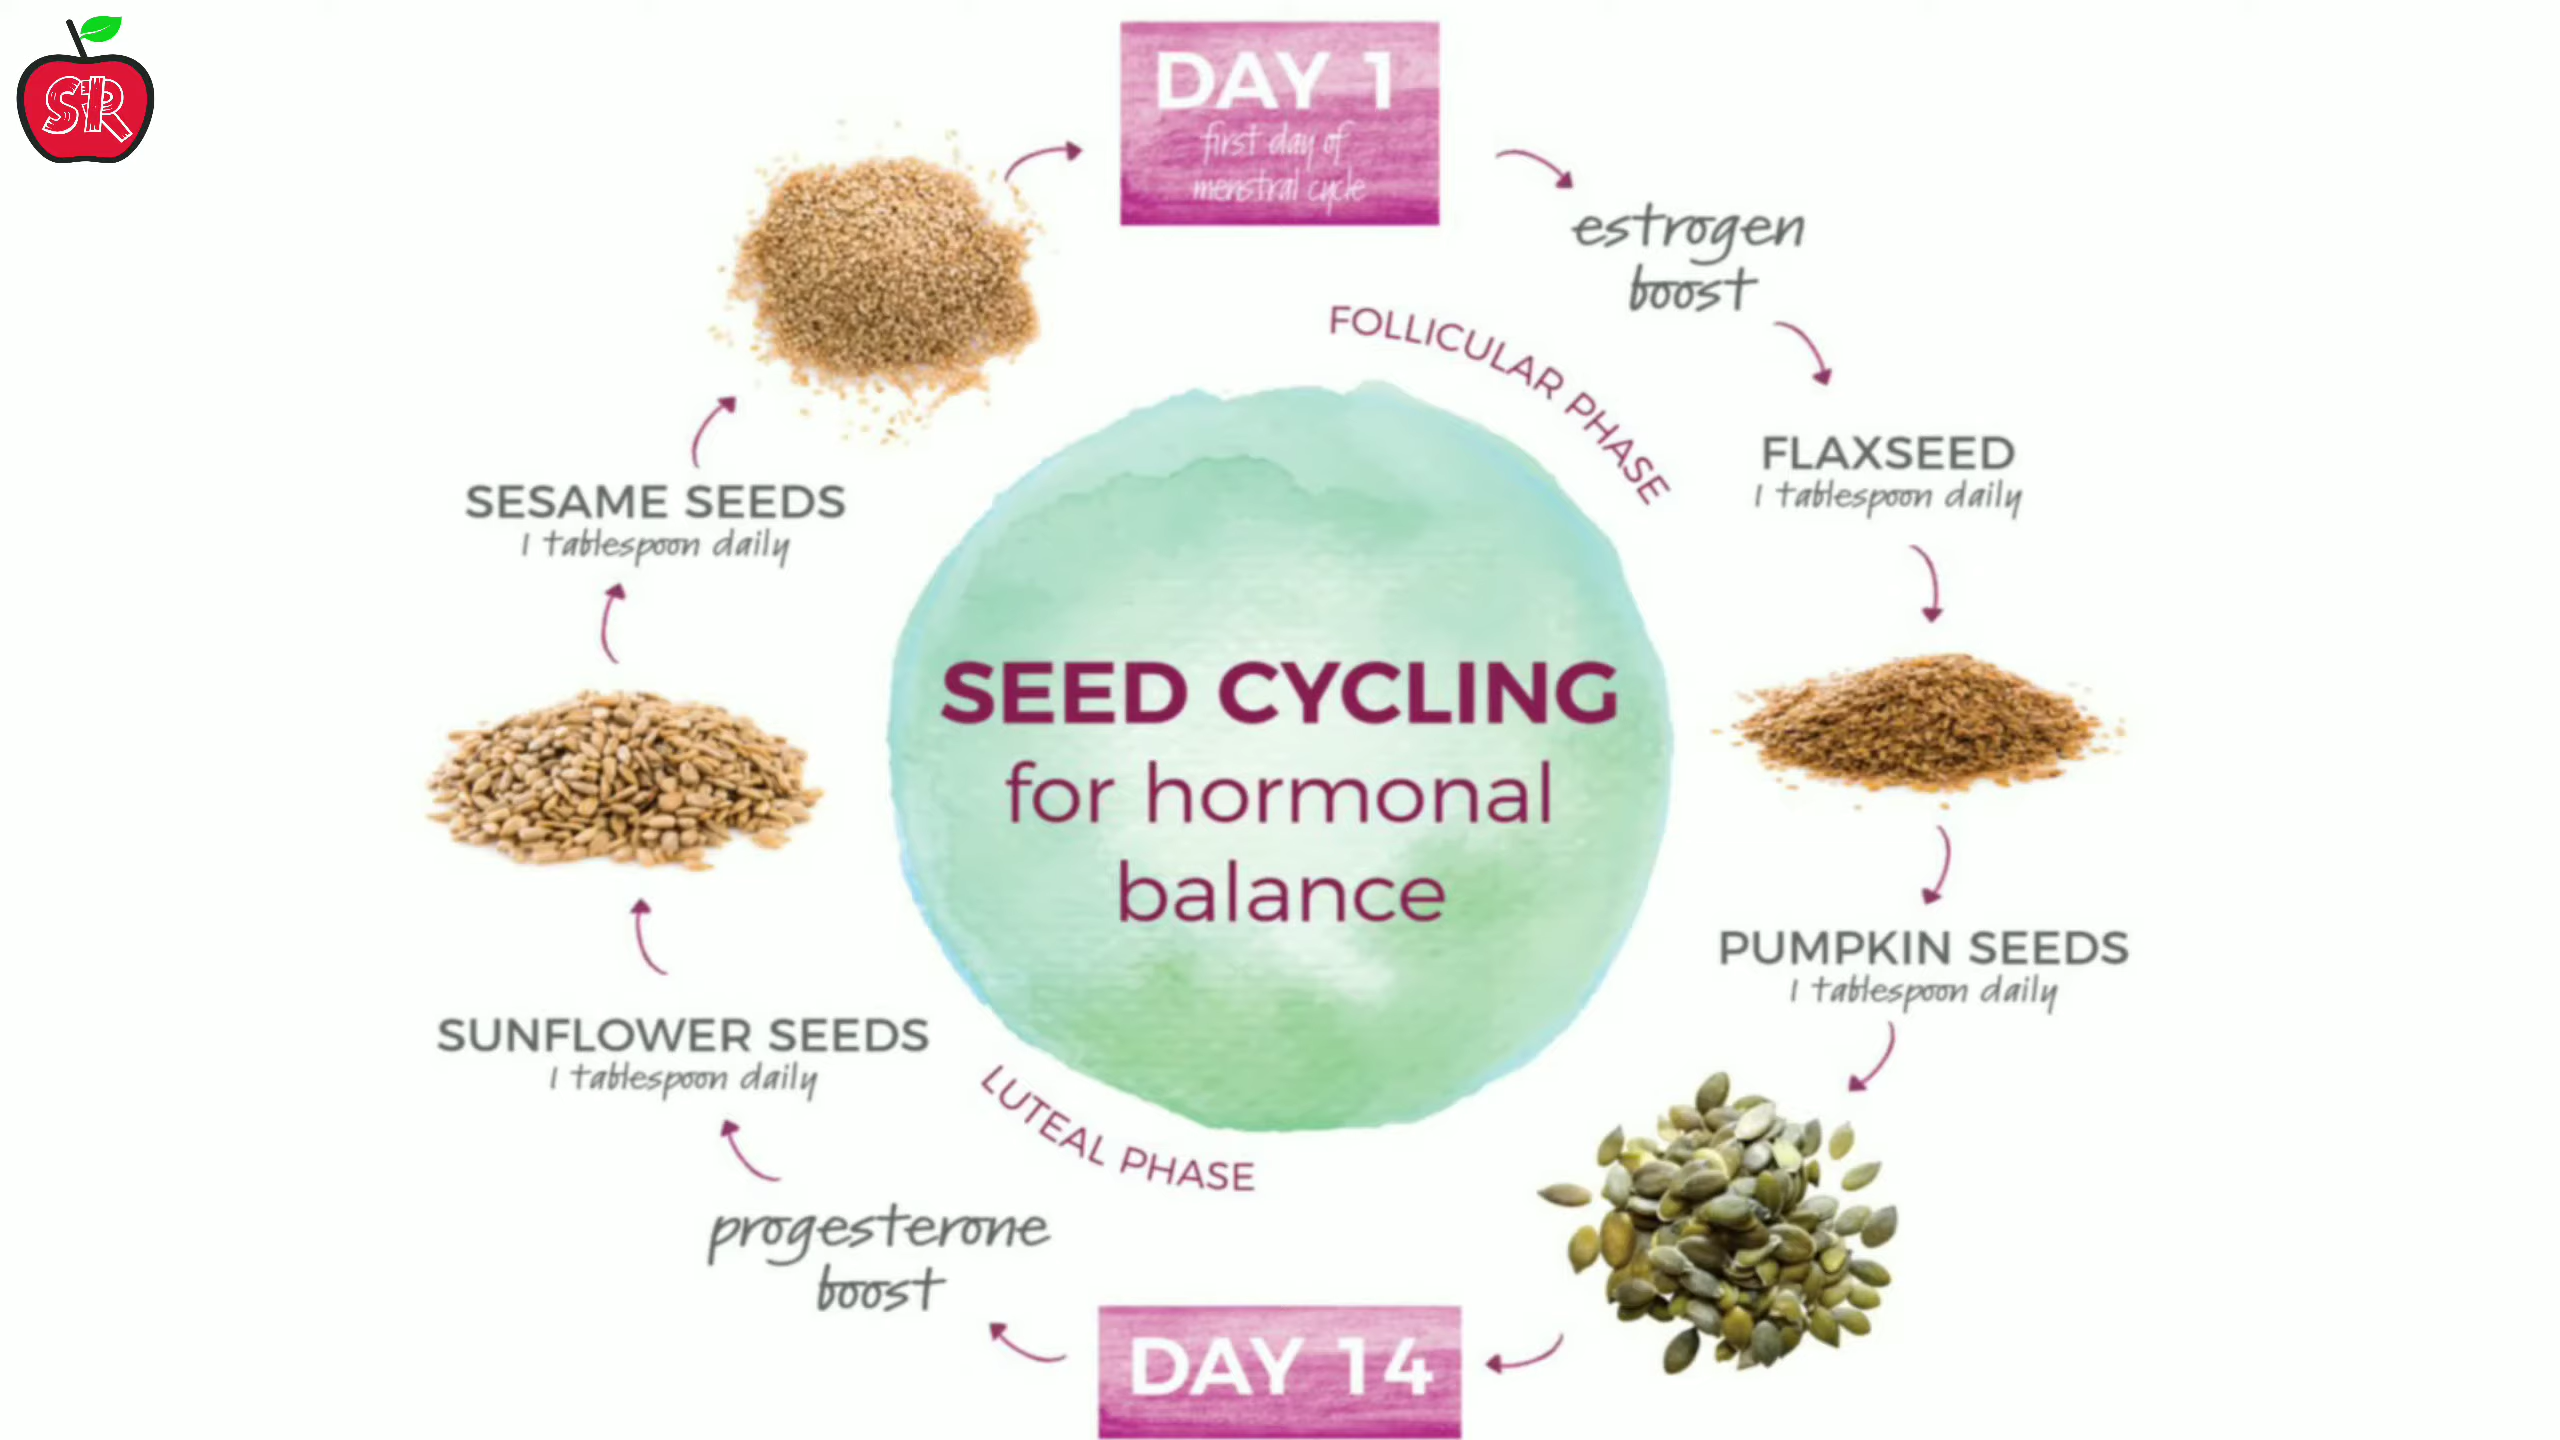 SR
DAY 1
first day of
menstral cycle
estrogen
boost
FOLLICULAR PHASE
FLAXSEED
1 tablespoon daily
PUMPKIN SEEDS
1 tablespoon daily
DAY 14
progesterone
boost
LUTEAL PHASE
SUNFLOWER SEEDS
1 tablespoon daily
SESAME SEEDS
1 tablespoon daily
SEED CYCLING
for hormonal
balance